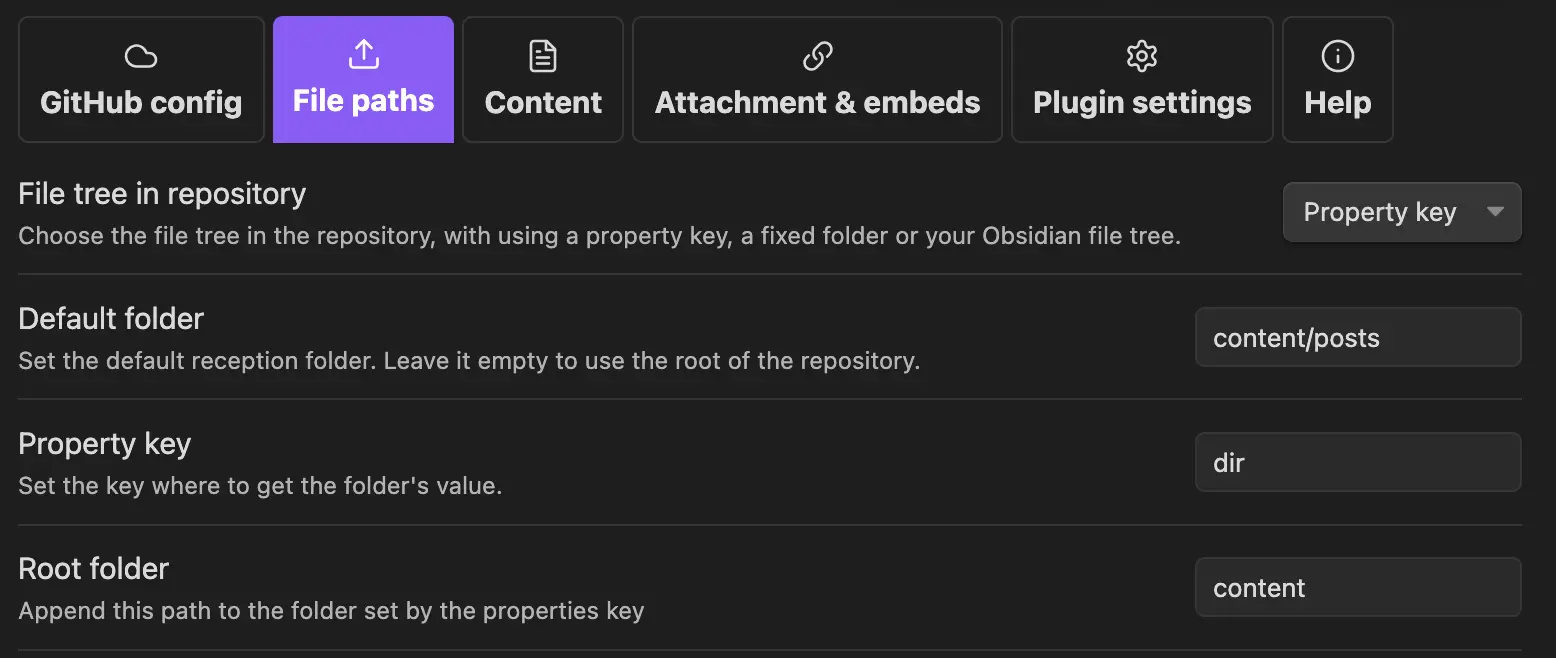 GitHub config
File paths
Content
Attachment & embeds
Plugin settings
Help
File tree in repository
Choose the file tree in the repository, with using a property key, a fixed folder or your Obsidian file tree.
Property key
Default folder
Set the default reception folder. Leave it empty to use the root of the repository.
content/posts
Property key
Set the key where to get the folder's value.
dir
Root folder
Append this path to the folder set by the properties key
content